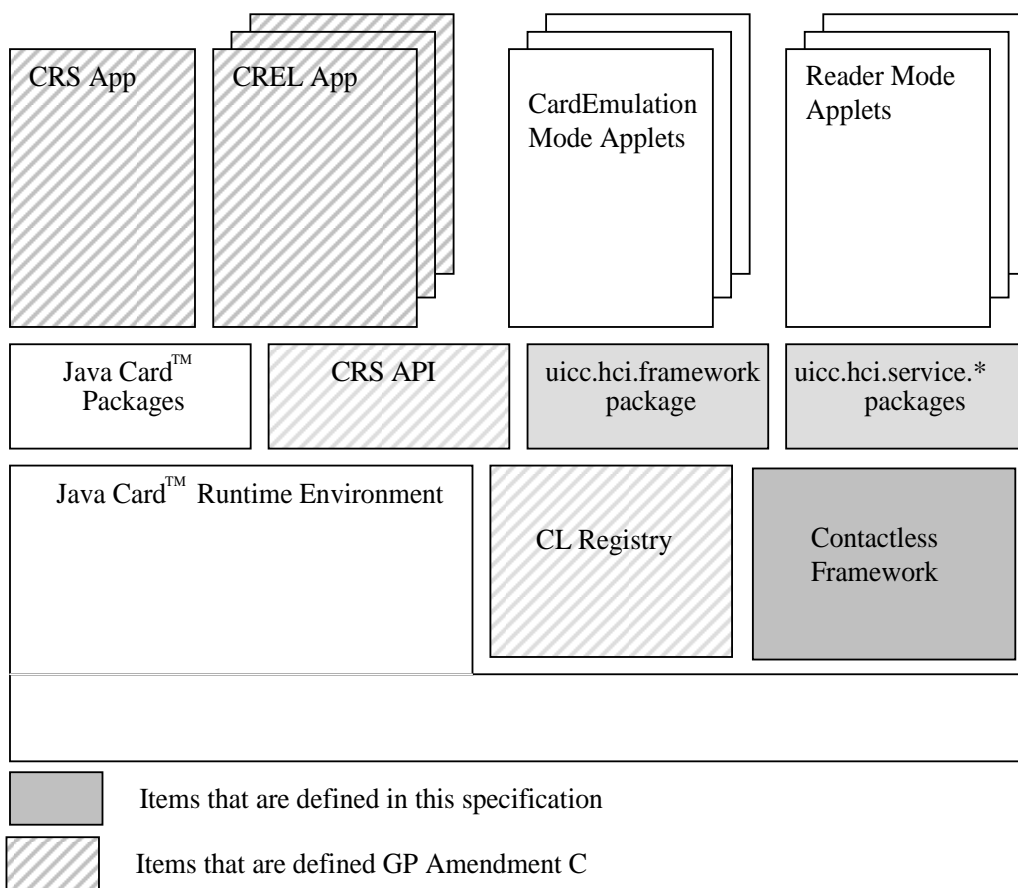 CRS App
CREL App
CardEmulation
Mode Applets
Reader Mode
Applets
Java Card™
Packages
CRS API
uicc.hci.framework
package
uicc.hci.service.*
packages
Java Card™ Runtime Environment
CL Registry
Contactless
Framework
Items that are defined in this specification
Items that are defined GP Amendment C